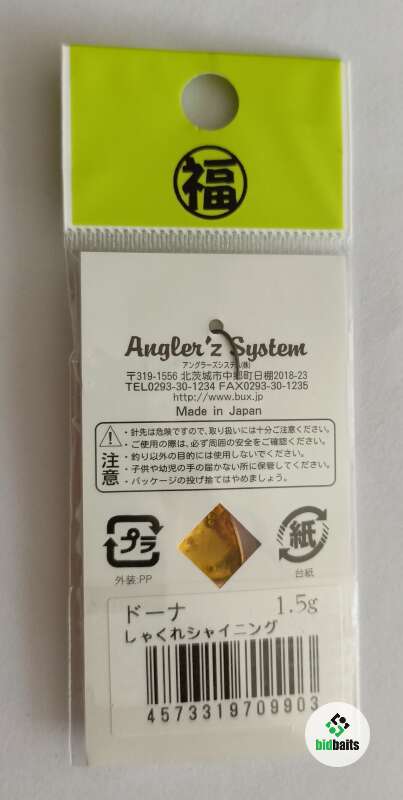 福
Angler'z System
アングラーズシステム(株)
〒319-1556 北茨城市中郷町日棚2018-23
TEL0293-30-1234 FAX0293-30-1235
http://www.bux.jp
Made in Japan
注意
・針先は危険ですので、取り扱いには十分ご注意ください。
・ご使用の際は、必ず周囲の安全をご確認ください。
・釣り以外の目的には使用しないでください。
・子供や幼児の手の届かない所に保管してください。
・パッケージの投げ捨てはやめましょう。
プラ
外装:PP
紙
台紙
ドーナ 1.5g
しゃくれシャイニング
4573319709903
bidbaits